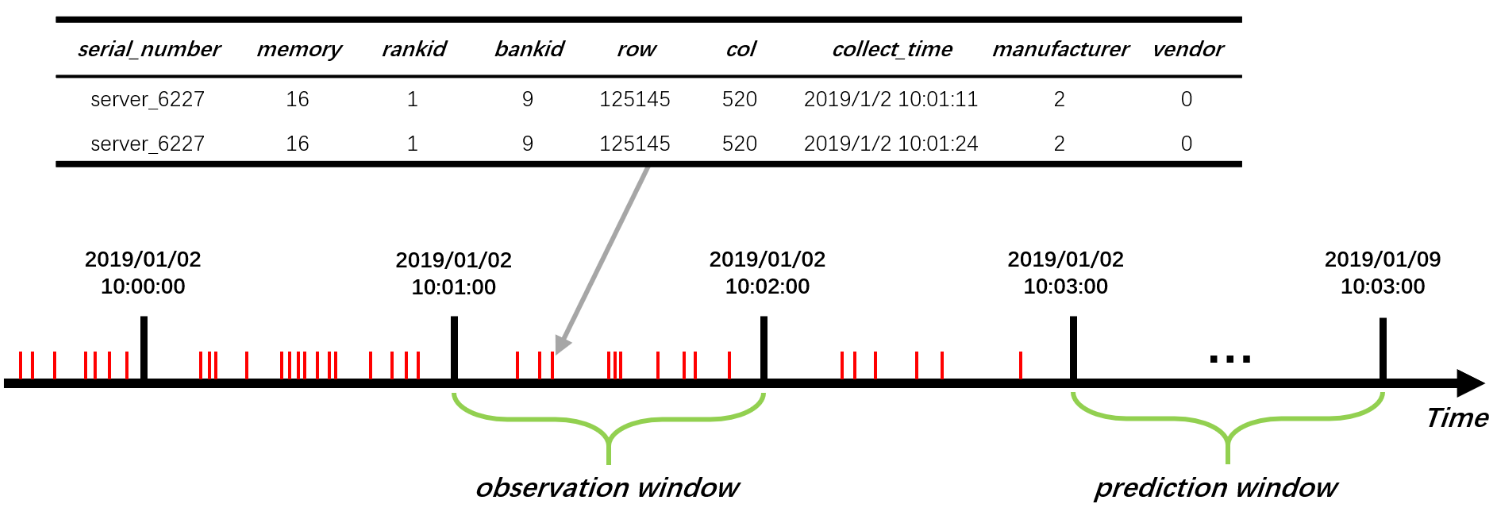 serial_number memory rankid bankid row col collect_time manufacturer vendor
server_6227 16 1 9 125145 520 2019/1/2 10:01:11 2 0
server_6227 16 1 9 125145 520 2019/1/2 10:01:24 2 0
2019/01/02 2019/01/02 2019/01/02 2019/01/02 2019/01/09
10:00:00 10:01:00 10:02:00 10:03:00 10:03:00
...
Time
observation window prediction window